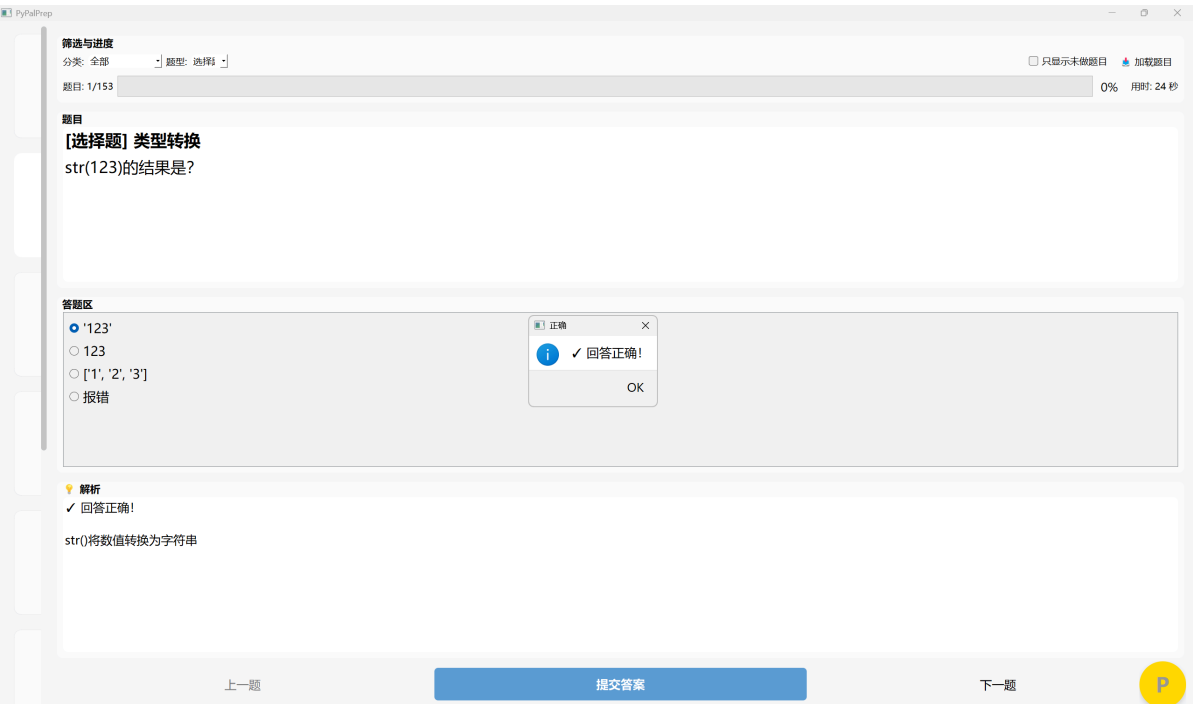 PyPalPrep
筛选与进度
分类: 全部 题型: 选择题 只显示未做题目 加载题目
题目: 1/153 0% 用时: 24 秒
题目
[选择题] 类型转换
str(123)的结果是?
答题区
'123'
123
['1', '2', '3']
报错
正确
✓ 回答正确!
OK
解析
✓ 回答正确!
str()将数值转换为字符串
上一题 提交答案 下一题
P